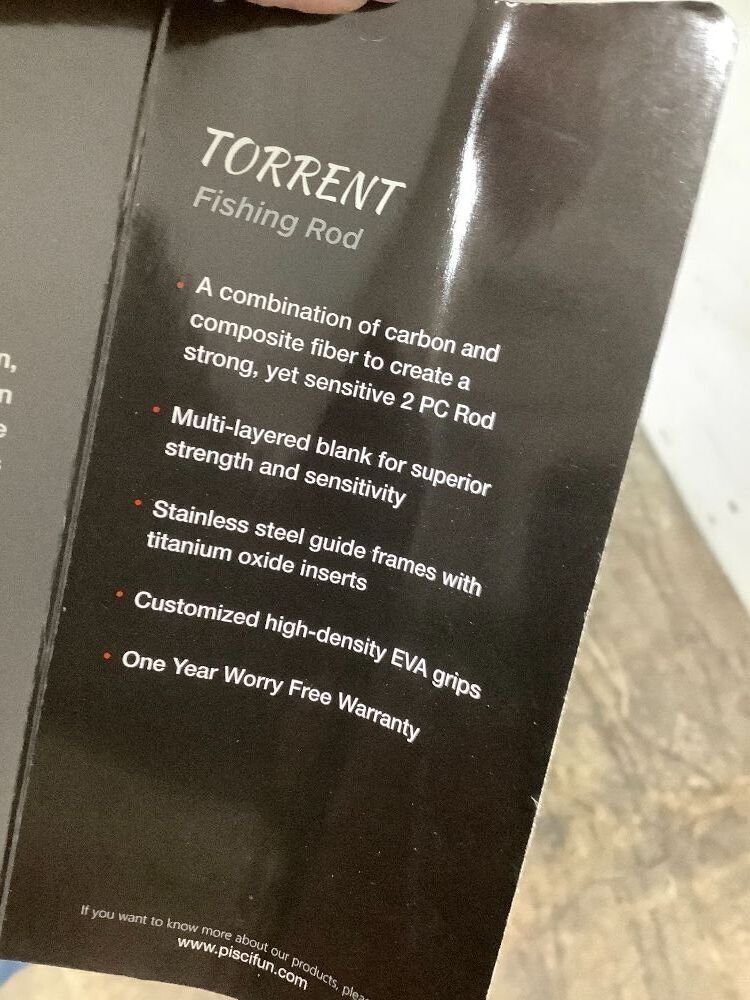 TORRENT
Fishing Rod
• A combination of carbon and
composite fiber to create a
strong, yet sensitive 2 PC Rod
• Multi-layered blank for superior
strength and sensitivity
• Stainless steel guide frames with
titanium oxide inserts
• Customized high-density EVA grips
• One Year Worry Free Warranty
If you want to know more about our products,
www.piscifun.com